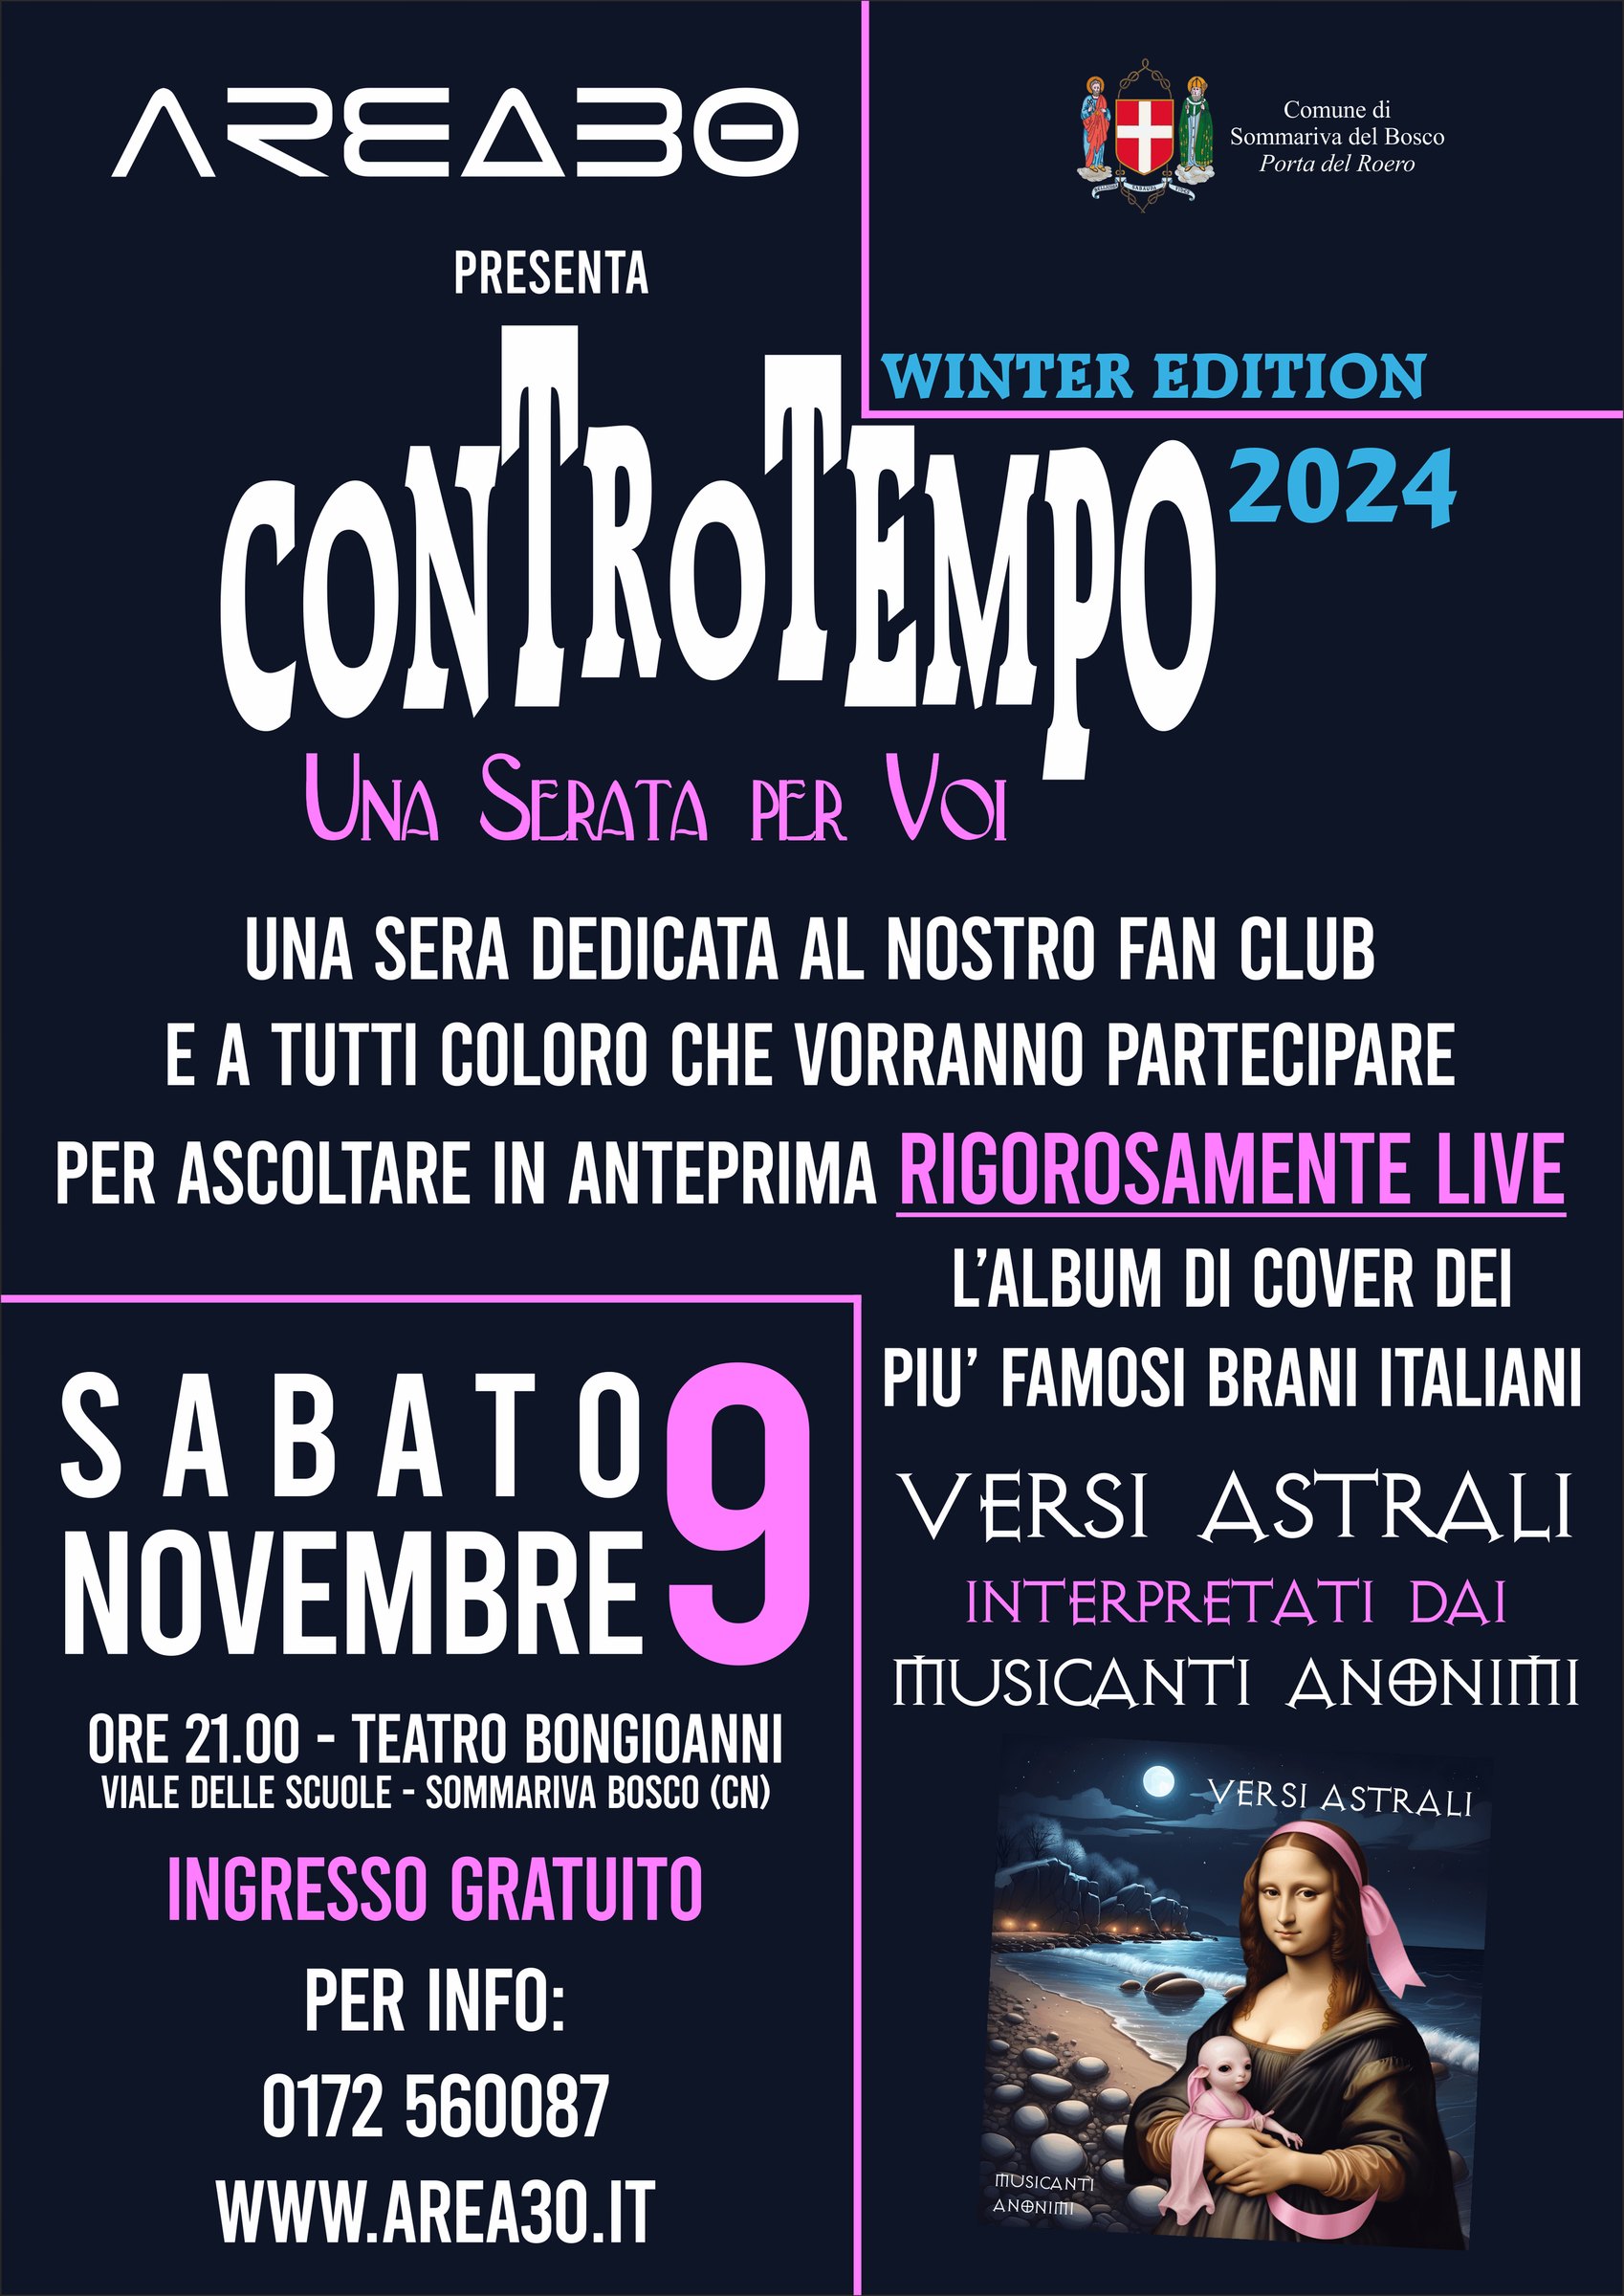 AREA30
Comune di
Sommariva del Bosco
Porta del Roero
PRESENTA
WINTER EDITION
CONTROTEMPO
2024
Una Serata per Voi
UNA SERA DEDICATA AL NOSTRO FAN CLUB
E A TUTTI COLORO CHE VORRANNO PARTECIPARE
PER ASCOLTARE IN ANTEPRIMA RIGOROSAMENTE LIVE
L'ALBUM DI COVER DEI
PIU' FAMOSI BRANI ITALIANI
VERSI ASTRALI
INTERPRETATI DAI
MUSICANTI ANONIMI
SABATO 9
NOVEMBRE
ORE 21.00 - TEATRO BONGIOANNI
VIALE DELLE SCUOLE - SOMMARIVA BOSCO (CN)
INGRESSO GRATUITO
PER INFO:
0172 560087
WWW.AREA30.IT
VERSI ASTRALI
MUSICANTI
ANONIMI